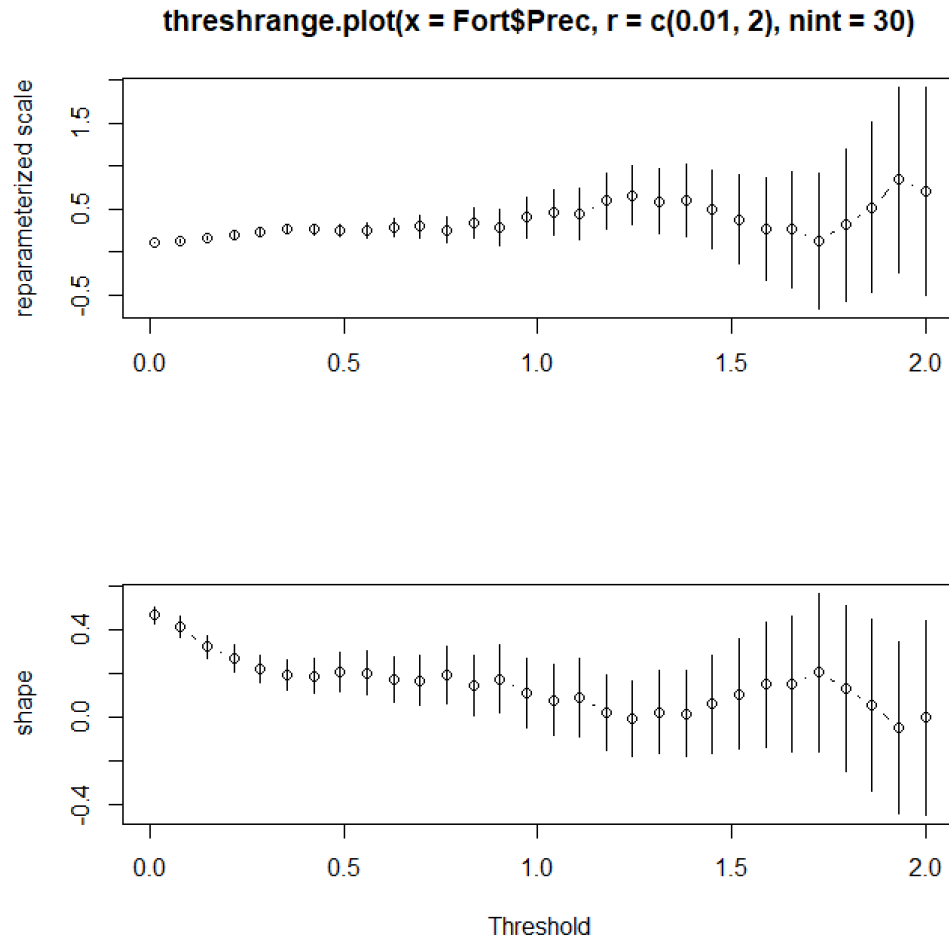 threshrange.plot(x = Fort$Prec, r = c(0.01, 2), nint = 30)
reparameterized scale
1.5
0.5
-0.5
0.0 0.5 1.0 1.5 2.0
shape
0.4
0.0
-0.4
0.0 0.5 1.0 1.5 2.0
Threshold